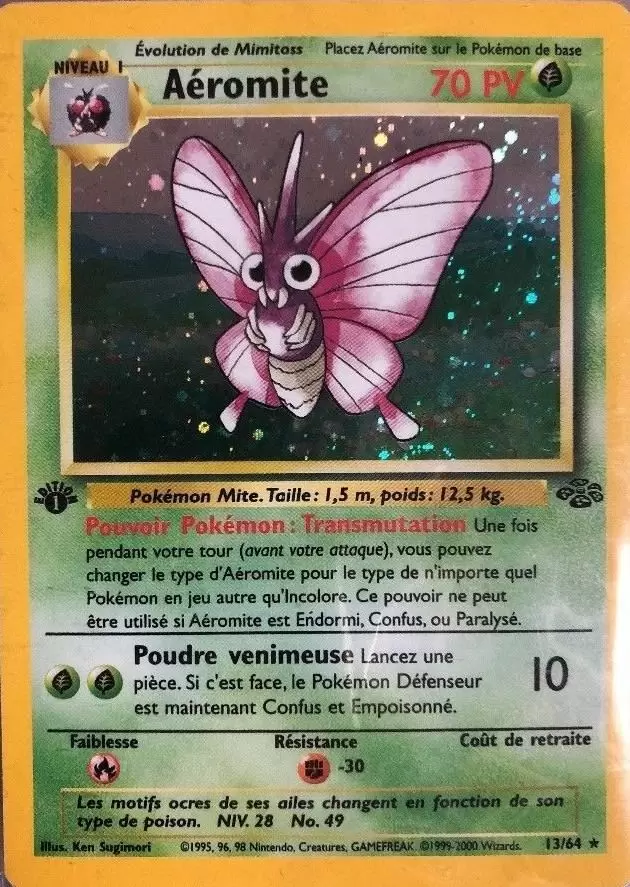 Évolution de Mimitoss Placez Aéromite sur le Pokémon de base
NIVEAU 1
Aéromite 70 PV
EDITION
1
Pokémon Mite. Taille : 1,5 m, poids : 12,5 kg.
Pouvoir Pokémon : Transmutation Une fois
pendant votre tour (avant votre attaque), vous pouvez
changer le type d'Aéromite pour le type de n'importe quel
Pokémon en jeu autre qu'Incolore. Ce pouvoir ne peut
être utilisé si Aéromite est Endormi, Confus, ou Paralysé.
Poudre venimeuse Lancez une
pièce. Si c'est face, le Pokémon Défenseur
est maintenant Confus et Empoisonné.
10
Faiblesse Résistance Coût de retraite
-30
Les motifs ocres de ses ailes changent en fonction de son
type de poison. NIV. 28 No. 49
Illus. Ken Sugimori ©1995, 96, 98 Nintendo, Creatures, GAMEFREAK. ©1999-2000 Wizards. 13/64 ★